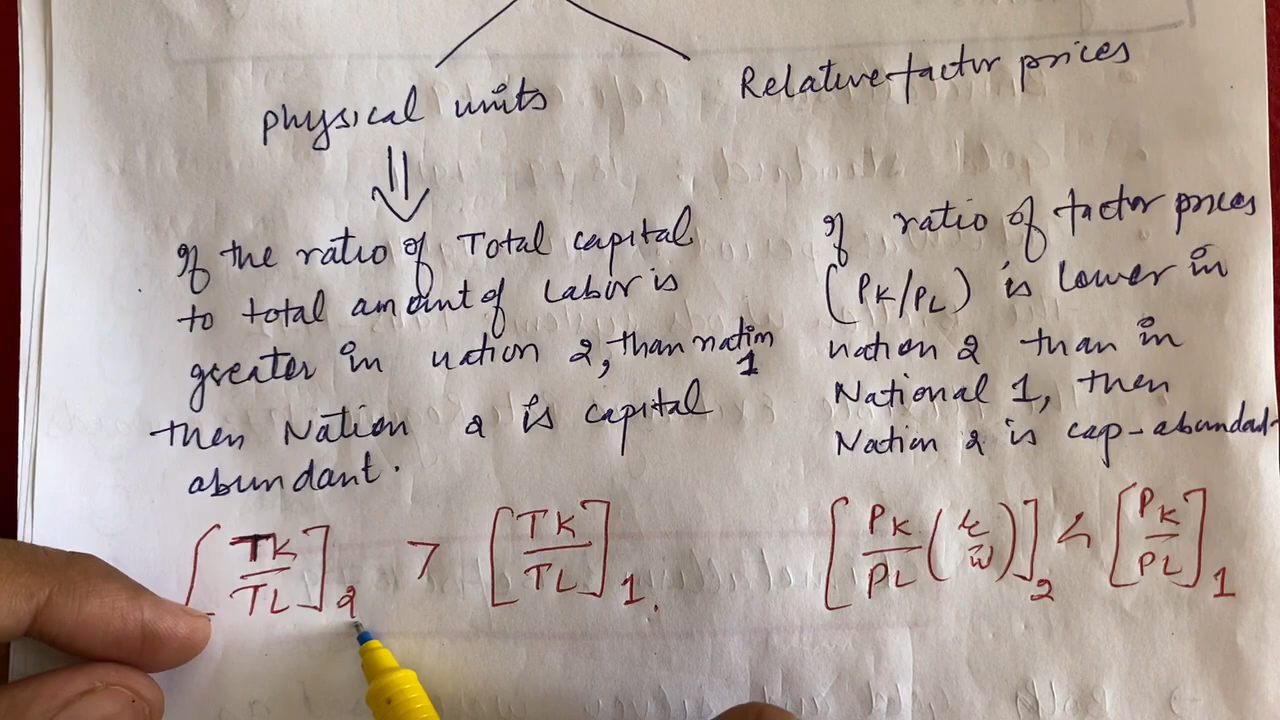 physical units
If the ratio of Total capital
to total amount of Labor is
greater in nation 2, than nation 1
then Nation 2 is capital
abundant.
[TK/TL]2 > [TK/TL]1.
Relative factor prices
If ratio of factor prices
(PK/PL) is lower in
nation 2 than in
National 1, then
Nation 2 is cap-abundant
[PK/PL (r/w)]2 < [PK/PL]1